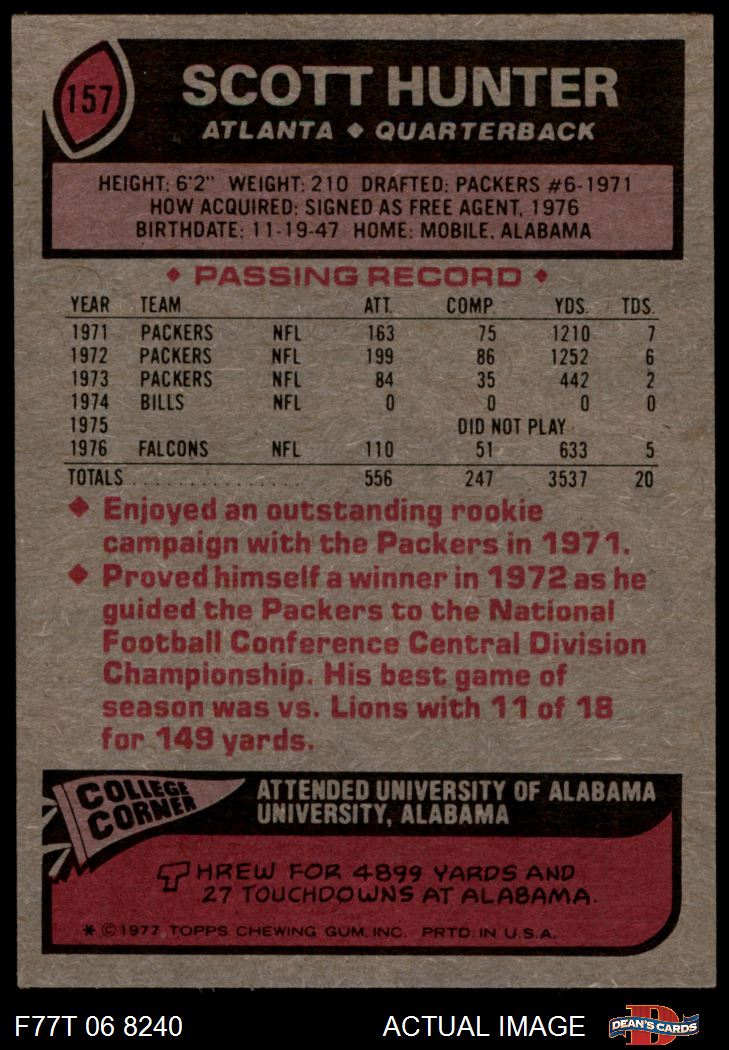 157
SCOTT HUNTER
ATLANTA ◆ QUARTERBACK
HEIGHT: 6'2" WEIGHT: 210 DRAFTED: PACKERS #6-1971
HOW ACQUIRED: SIGNED AS FREE AGENT, 1976
BIRTHDATE: 11-19-47 HOME: MOBILE, ALABAMA
◆ PASSING RECORD ◆
YEAR TEAM ATT. COMP. YDS. TDS.
1971 PACKERS NFL 163 75 1210 7
1972 PACKERS NFL 199 86 1252 6
1973 PACKERS NFL 84 35 442 2
1974 BILLS NFL 0 0 0 0
1975 DID NOT PLAY
1976 FALCONS NFL 110 51 633 5
TOTALS . . . . . . . . . . . . . . . . 556 247 3537 20
◆ Enjoyed an outstanding rookie
campaign with the Packers in 1971.
◆ Proved himself a winner in 1972 as he
guided the Packers to the National
Football Conference Central Division
Championship. His best game of
season was vs. Lions with 11 of 18
for 149 yards.
COLLEGE
CORNER
ATTENDED UNIVERSITY OF ALABAMA
UNIVERSITY, ALABAMA
THREW FOR 4899 YARDS AND
27 TOUCHDOWNS AT ALABAMA.
* © 1977 TOPPS CHEWING GUM, INC. PRTD. IN U.S.A.
F77T 06 8240 ACTUAL IMAGE
D
DEAN'S CARDS